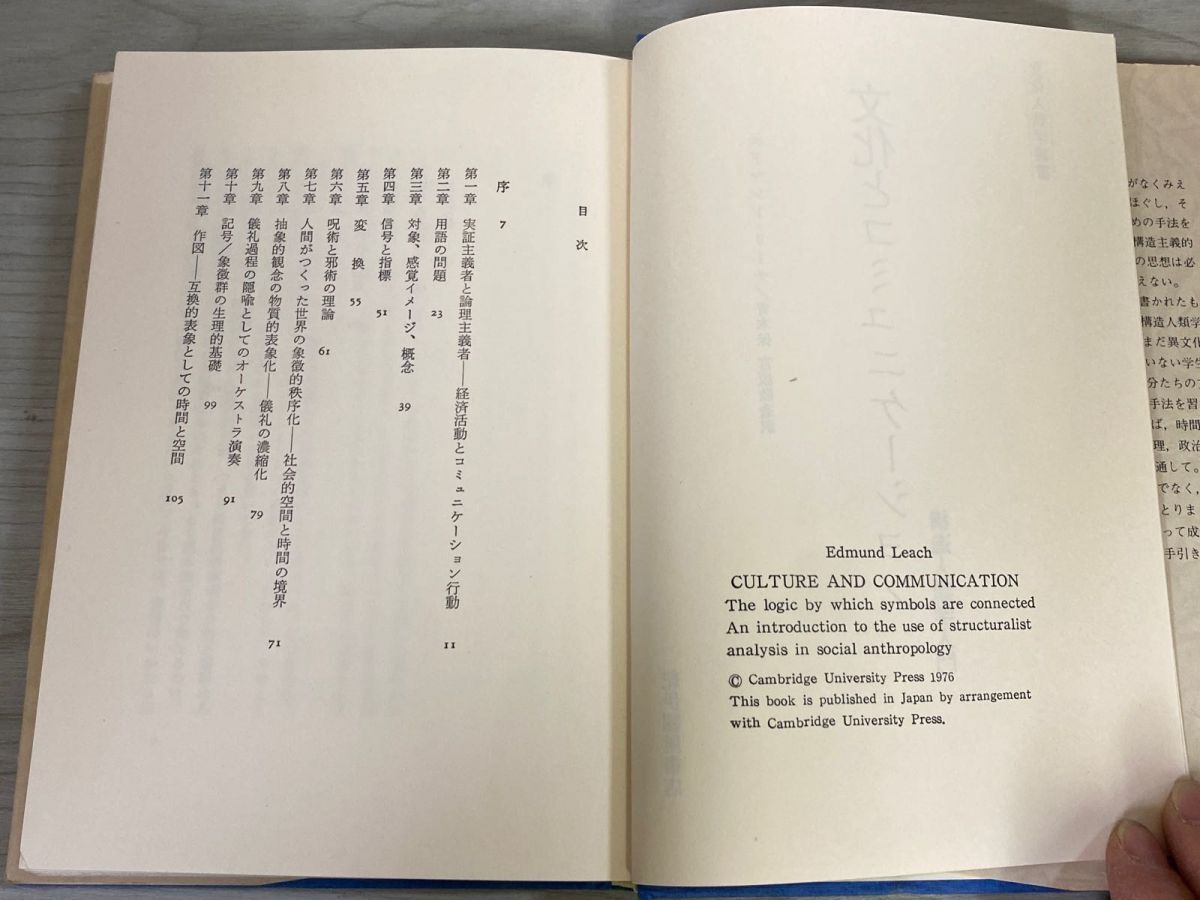 Edmund Leach
CULTURE AND COMMUNICATION
The logic by which symbols are connected
An introduction to the use of structuralist
analysis in social anthropology
© Cambridge University Press 1976
This book is published in Japan by arrangement
with Cambridge University Press.
目次
序 7
第一章 実証主義者と論理主義者——経済活動とコミュニケーション行動 11
第二章 用語の問題 23
第三章 対象、感覚イメージ、概念 39
第四章 信号と指標 51
第五章 変換 55
第六章 呪術と邪術の理論 61
第七章 人間がつくった世界の象徴的秩序化——社会的空間と時間の境界 71
第八章 抽象的観念の物質的表象化——儀礼の濃縮化 79
第九章 儀礼過程の隠喩としてのオーケストラ演奏 91
第十章 記号/象徴群の生理的基礎 99
第十一章 作図——互換的表象としての時間と空間 105
がなくみえ
ほぐし，そ
めの手法を
構造主義的
の思想は必
えない。
書かれたも
構造人類学
まだ異文化
いない学生
分たちの
手法を習
ば，時間
理，政治
通して。
でなく，
とりま
って成
手引き